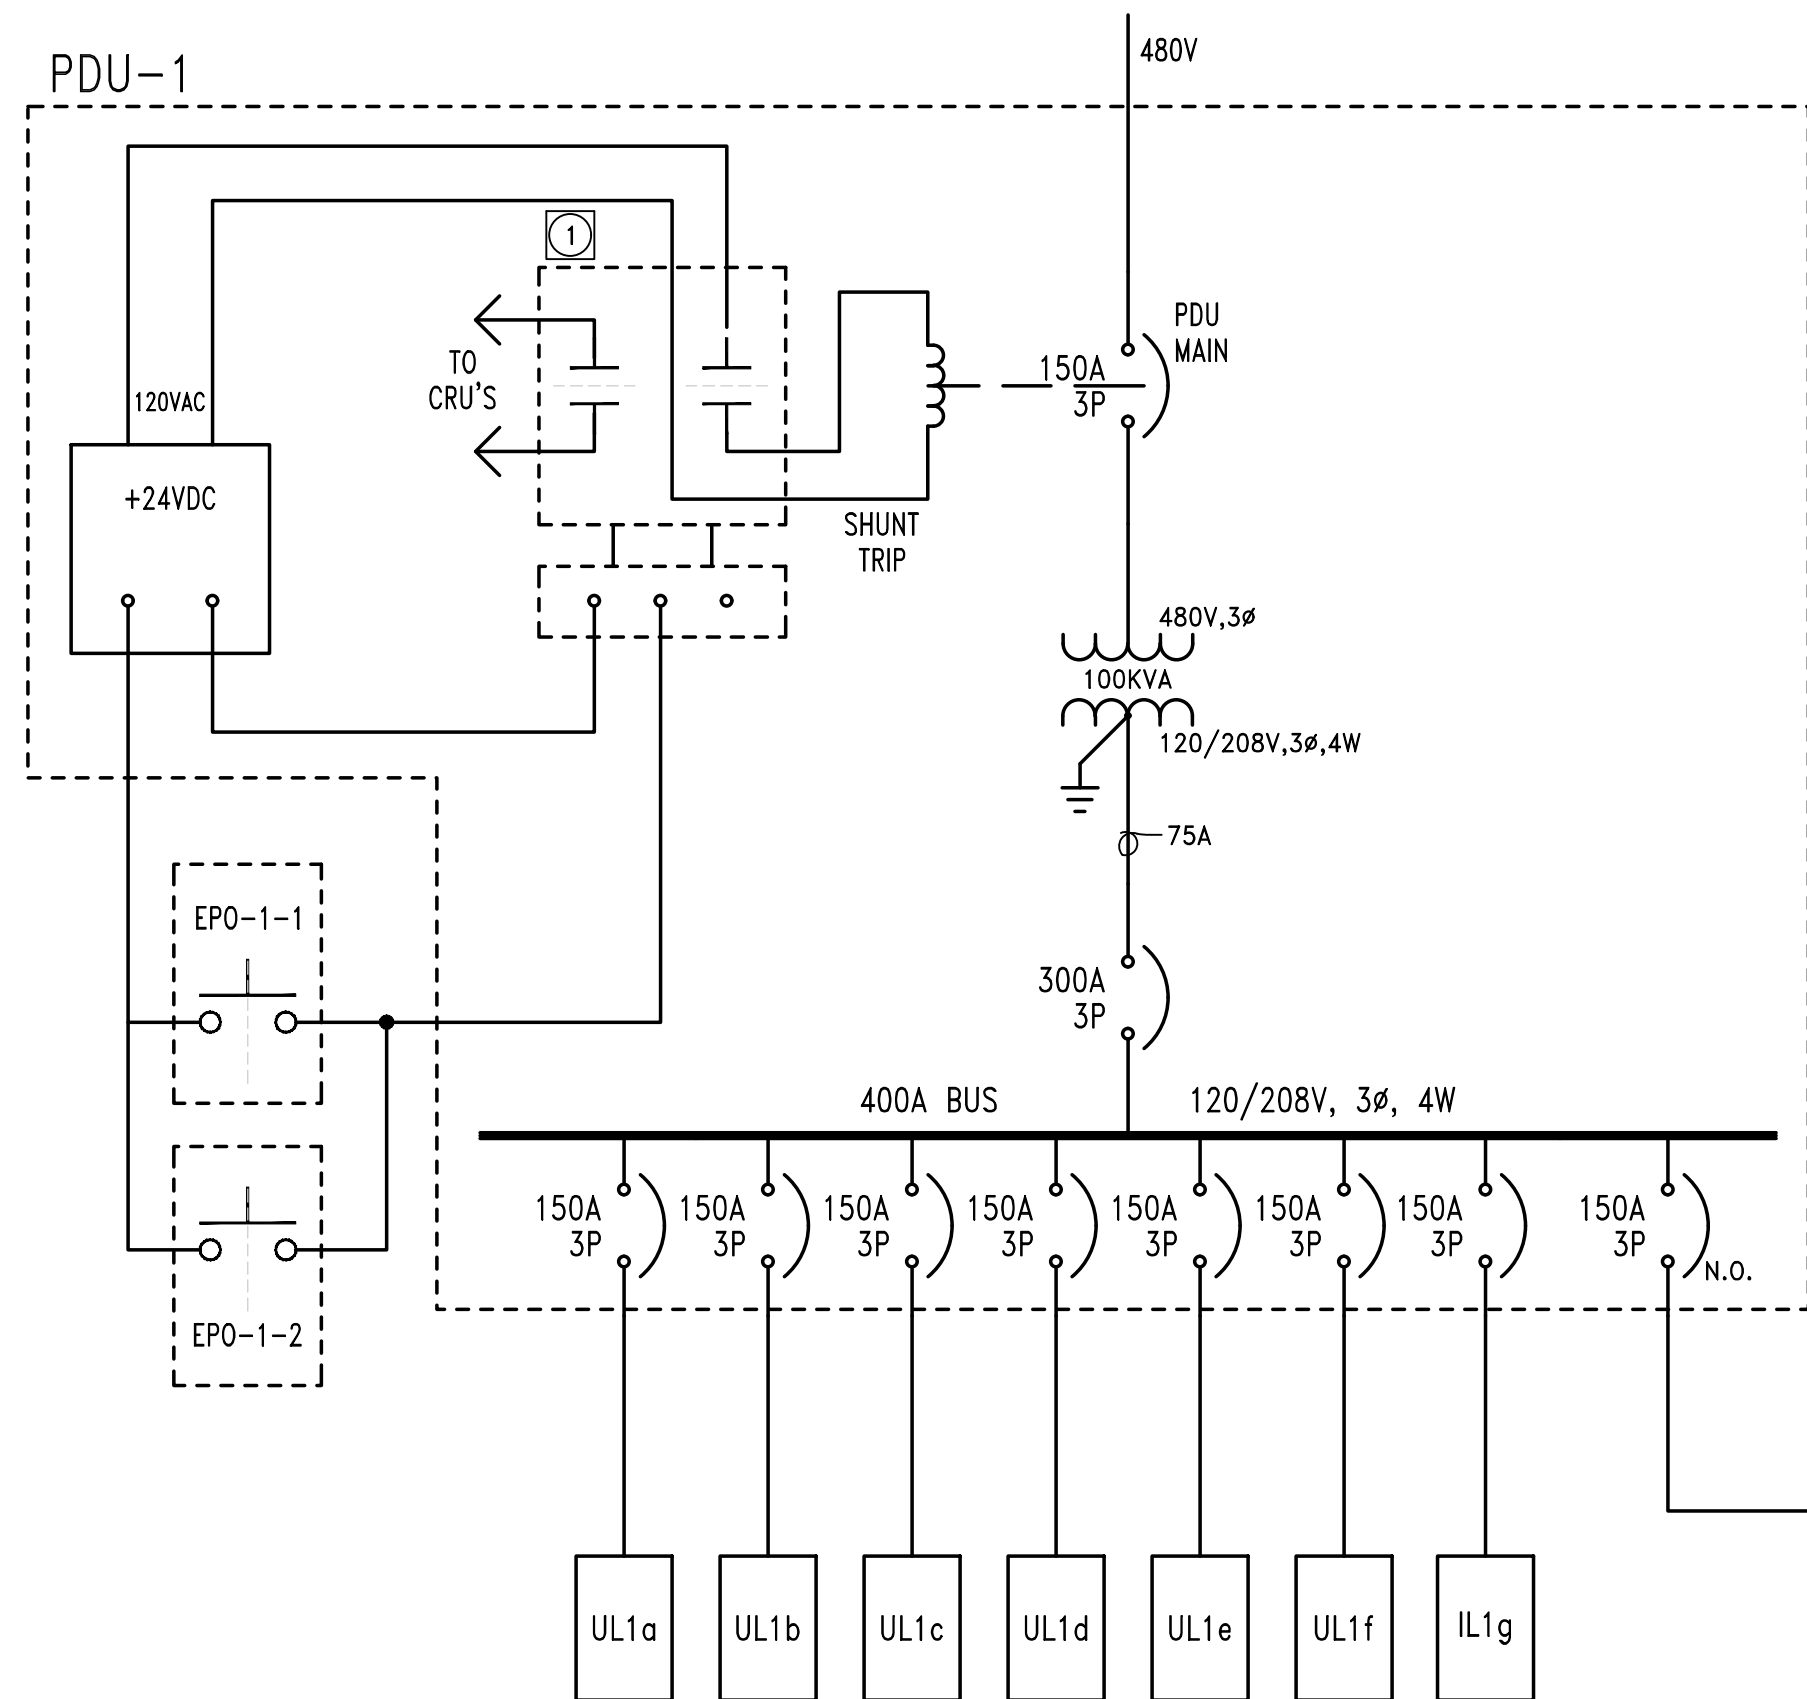 480V
PDU-1
1
PDU
MAIN
150A
3P
TO
CRU'S
120VAC
+24VDC
SHUNT
TRIP
480V,3ø
100KVA
120/208V,3ø,4W
75A
EPO-1-1
300A
3P
400A BUS
120/208V, 3ø, 4W
150A
3P
150A
3P
150A
3P
150A
3P
150A
3P
150A
3P
150A
3P
150A
3P
N.O.
EPO-1-2
UL1a
UL1b
UL1c
UL1d
UL1e
UL1f
IL1g